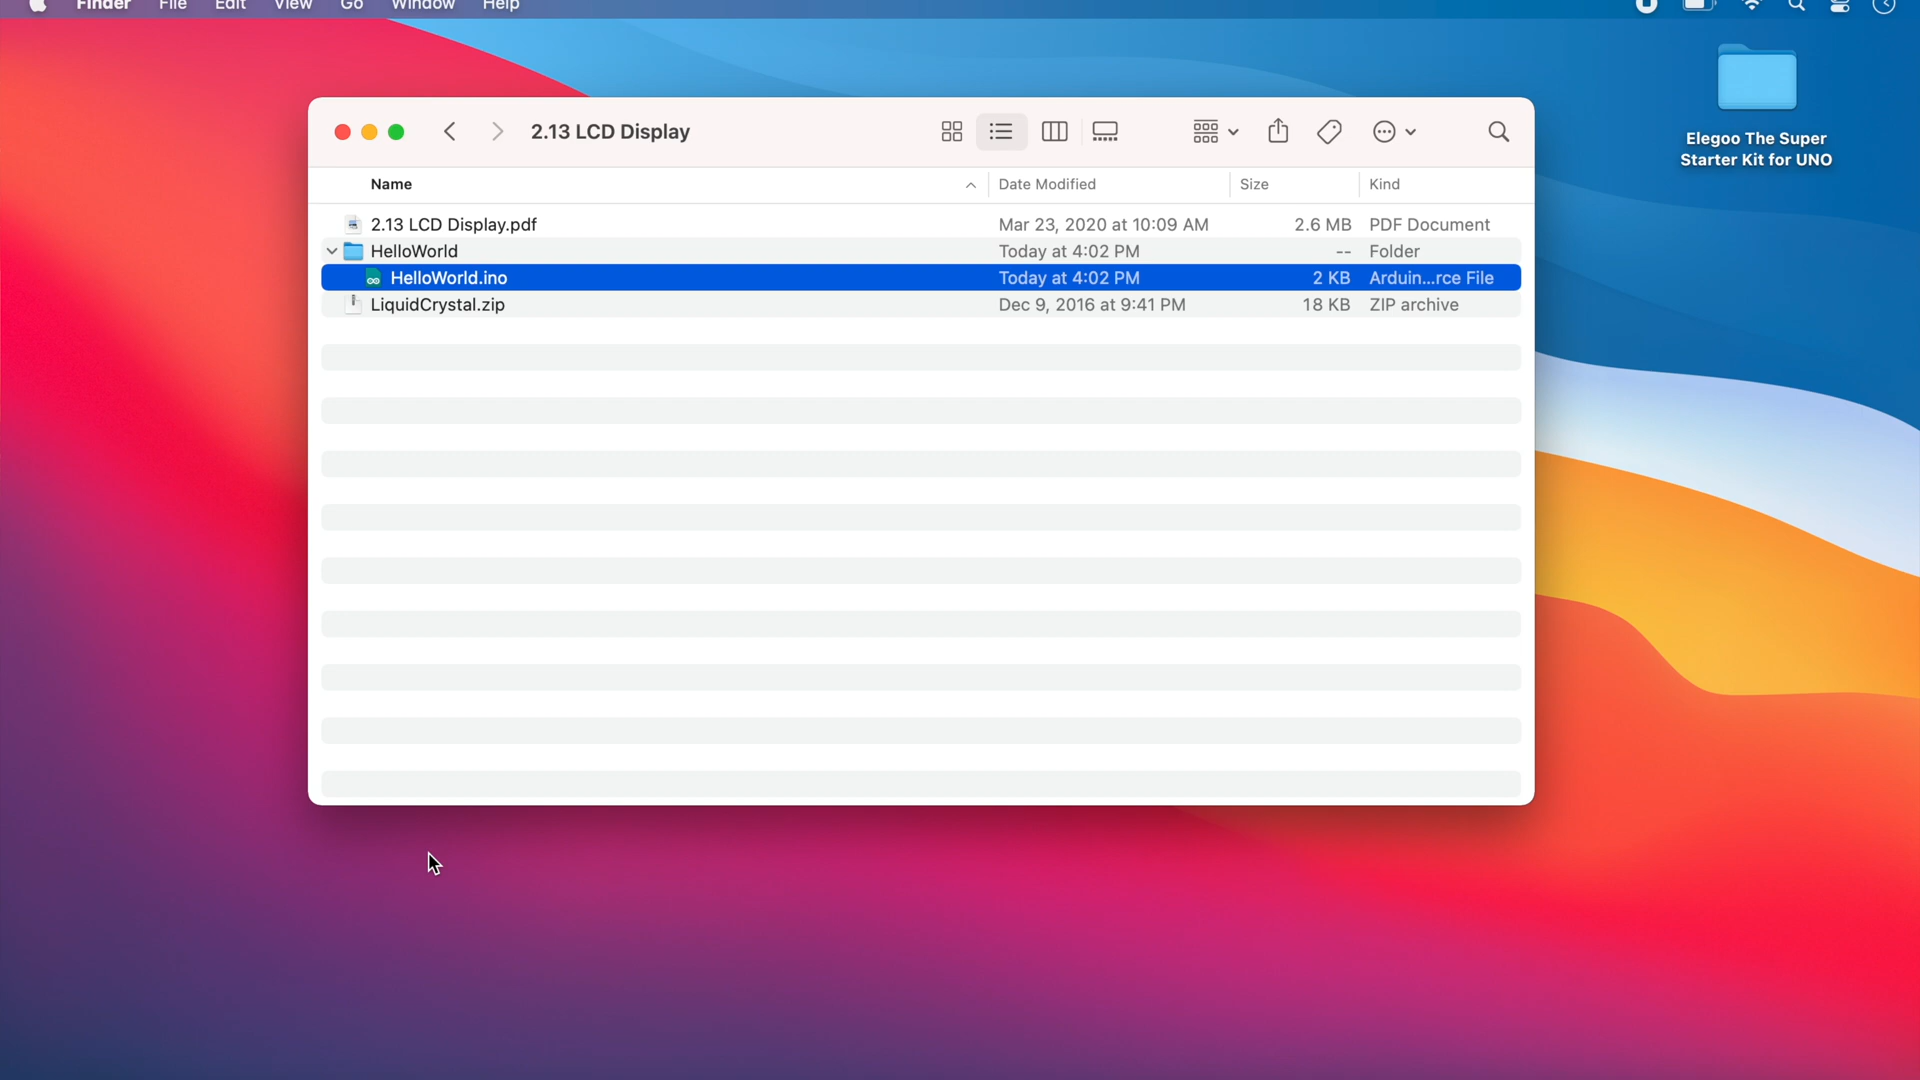 Finder File Edit View Go Window Help
Elegoo The Super
Starter Kit for UNO
2.13 LCD Display
Name Date Modified Size Kind
2.13 LCD Display.pdf Mar 23, 2020 at 10:09 AM 2.6 MB PDF Document
HelloWorld Today at 4:02 PM -- Folder
HelloWorld.ino Today at 4:02 PM 2 KB Arduin...rce File
LiquidCrystal.zip Dec 9, 2016 at 9:41 PM 18 KB ZIP archive